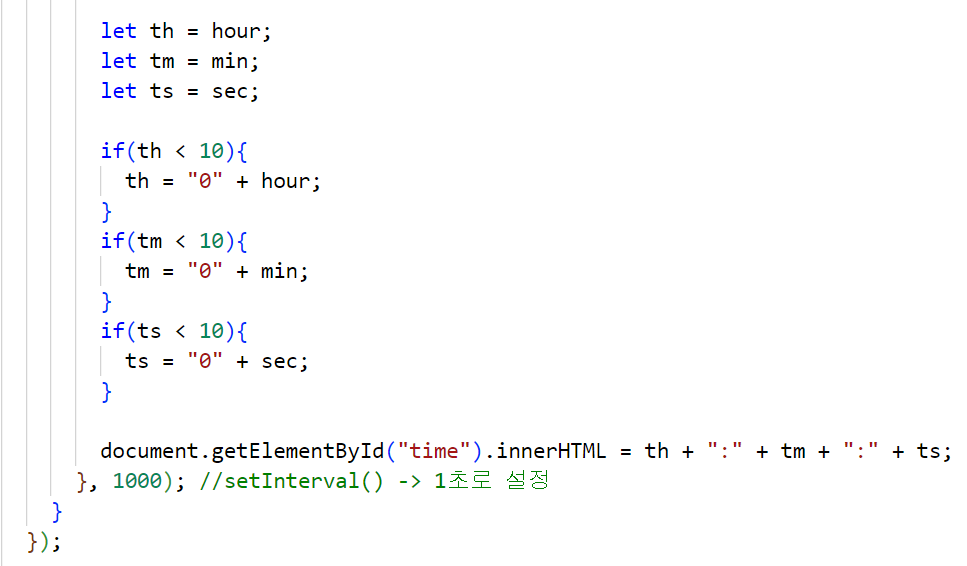 let th = hour;
let tm = min;
let ts = sec;
if(th < 10){
th = "0" + hour;
}
if(tm < 10){
tm = "0" + min;
}
if(ts < 10){
ts = "0" + sec;
}
document.getElementById("time").innerHTML = th + ":" + tm + ":" + ts;
}, 1000); //setInterval() -> 1초로 설정
}
});